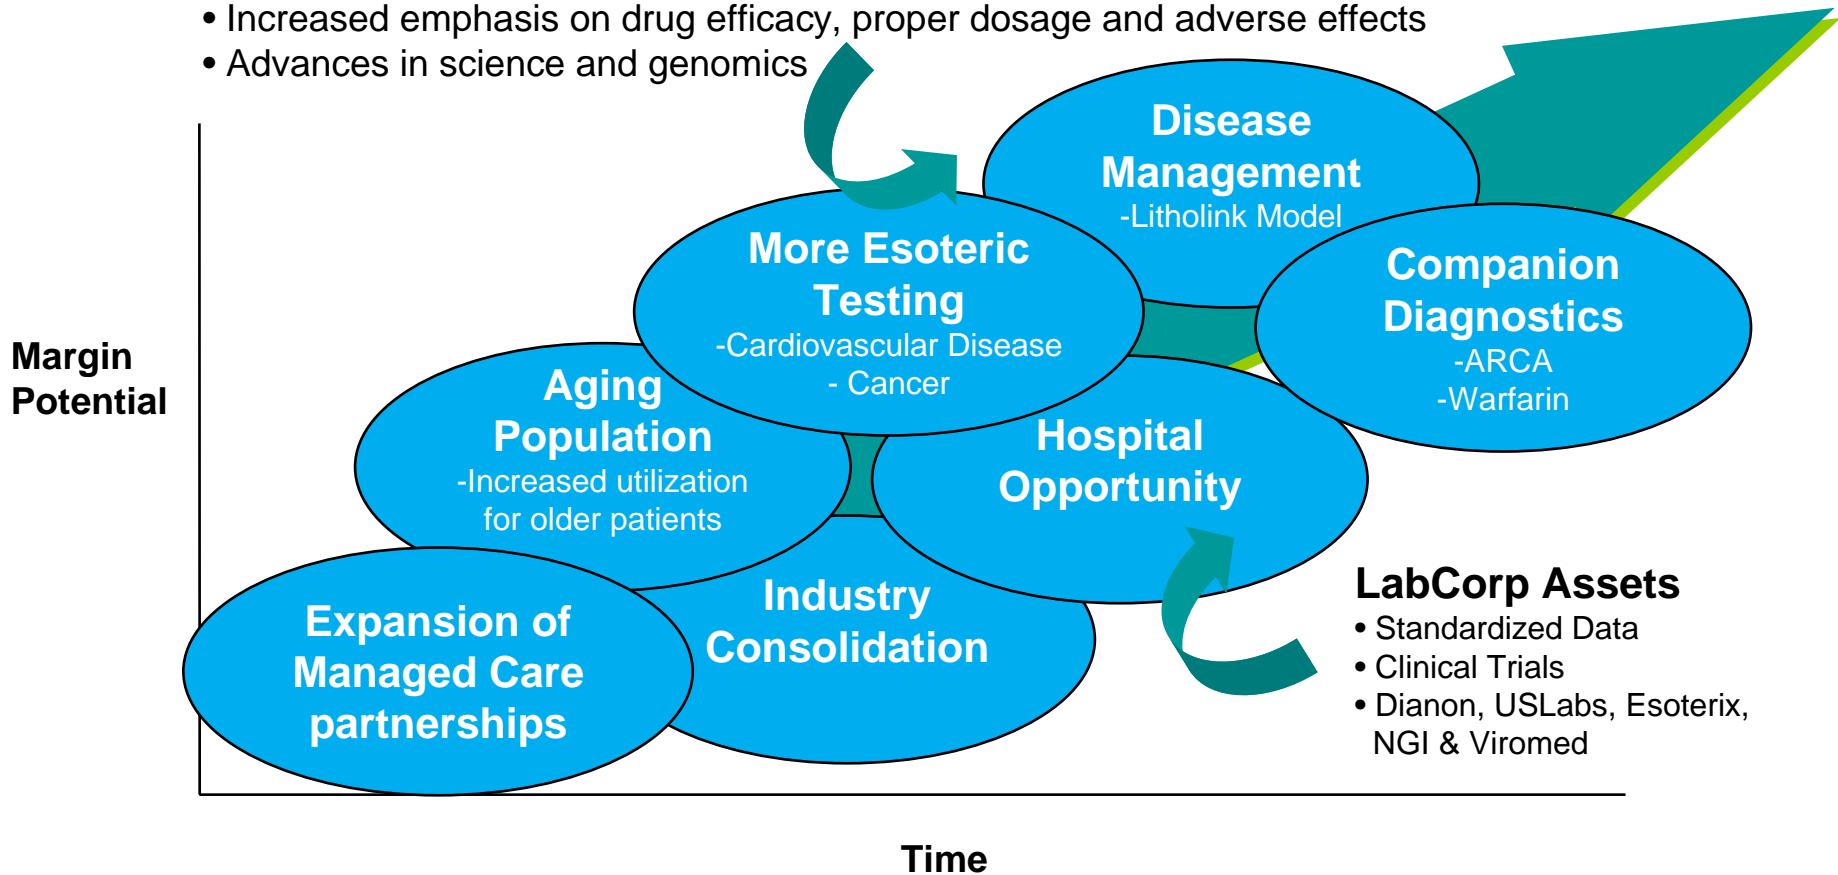 • Increased emphasis on drug efficacy, proper dosage and adverse effects
• Advances in science and genomics
Disease
Management
-Litholink Model
More Esoteric
Testing
-Cardiovascular Disease
- Cancer
Companion
Diagnostics
-ARCA
-Warfarin
Margin
Potential
Aging
Population
-Increased utilization
for older patients
Hospital
Opportunity
Industry
Consolidation
Expansion of
Managed Care
partnerships
LabCorp Assets
• Standardized Data
• Clinical Trials
• Dianon, USLabs, Esoterix,
NGI & Viromed
Time